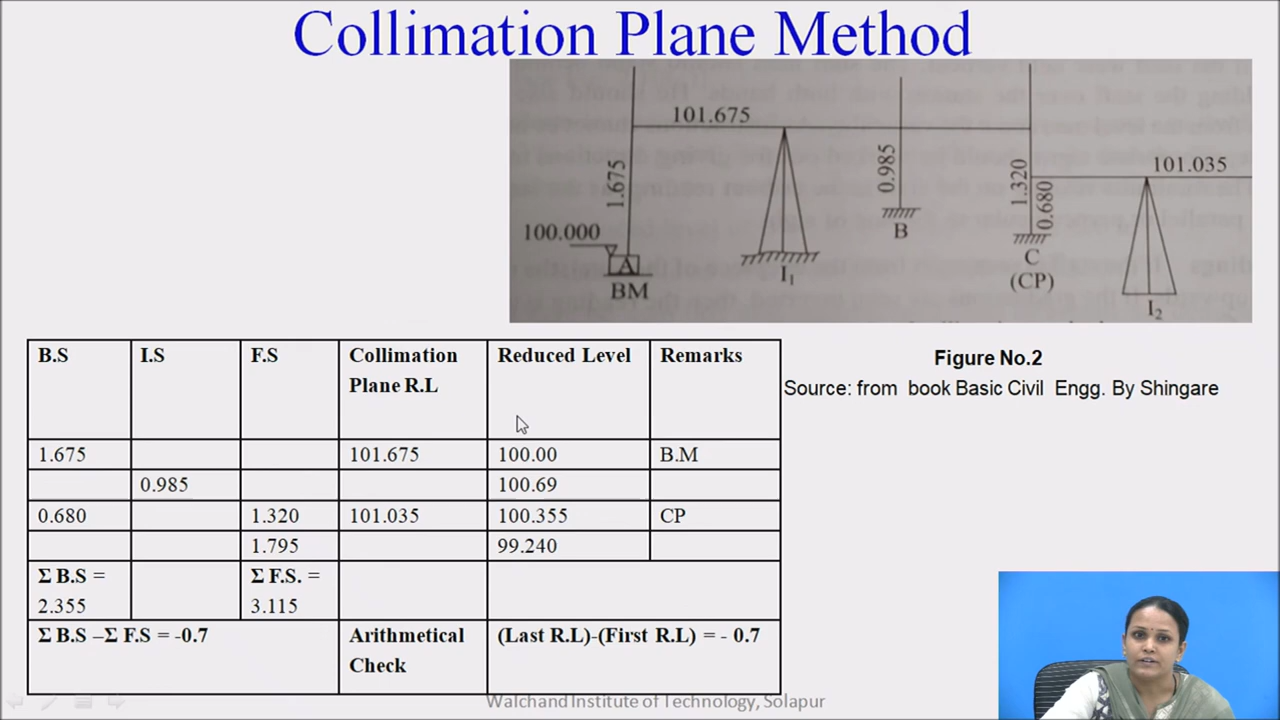 Collimation Plane Method
101.675
1.675
0.985
1.320
0.680
101.035
100.000
A
BM
I₁
B
C
(CP)
I₂
B.S I.S F.S Collimation Plane R.L Reduced Level Remarks
1.675 101.675 100.00 B.M
0.985 100.69
0.680 1.320 101.035 100.355 CP
1.795 99.240
Σ B.S = 2.355 Σ F.S. = 3.115
Σ B.S –Σ F.S = -0.7 Arithmetical Check (Last R.L)-(First R.L) = - 0.7
Figure No.2
Source: from book Basic Civil Engg. By Shingare
Walchand Institute of Technology, Solapur